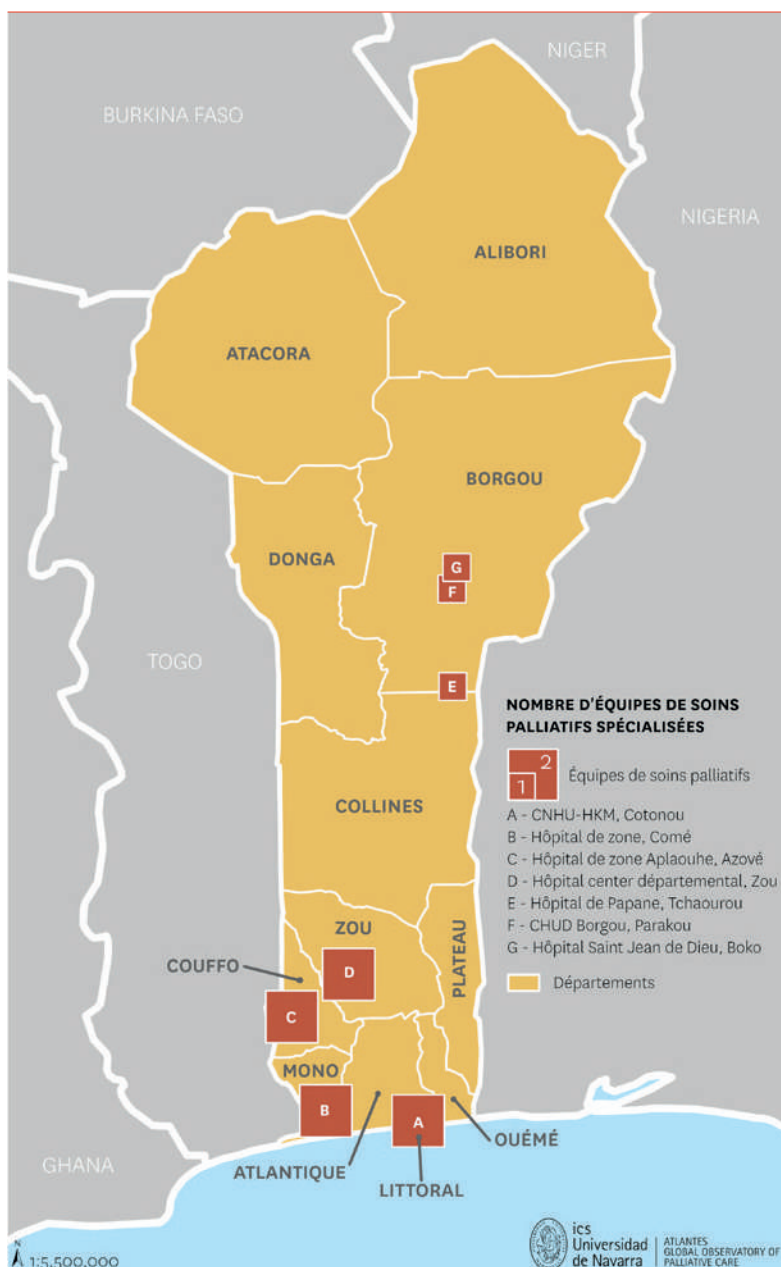 NIGER
BURKINA FASO
NIGERIA
ALIBORI
ATACORA
BORGOU
DONGA
G
F
TOGO
E
NOMBRE D'ÉQUIPES DE SOINS
PALLIATIFS SPÉCIALISÉES
2
1
Équipes de soins palliatifs
A - CNHU-HKM, Cotonou
B - Hôpital de zone, Comé
C - Hôpital de zone Aplaouhe, Azové
D - Hôpital center départemental, Zou
E - Hôpital de Papane, Tchaourou
F - CHUD Borgou, Parakou
G - Hôpital Saint Jean de Dieu, Boko
Départements
COLLINES
ZOU
PLATEAU
COUFFO
D
C
MONO
B
A
OUÉMÉ
ATLANTIQUE
LITTORAL
GHANA
N
1:5,500,000
ics
Universidad
de Navarra
ATLANTES
GLOBAL OBSERVATORY OF
PALLIATIVE CARE